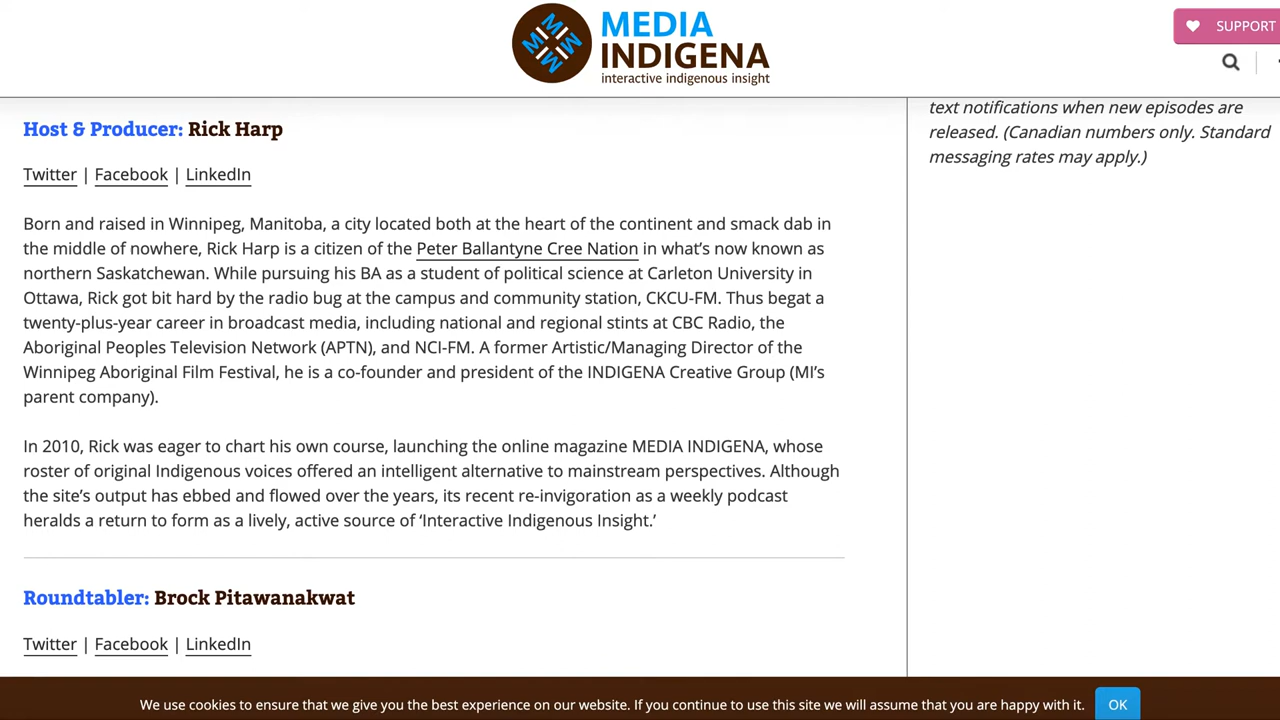 MEDIA
INDIGENA
interactive indigenous insight
SUPPORT
Host & Producer: Rick Harp
Twitter | Facebook | LinkedIn
Born and raised in Winnipeg, Manitoba, a city located both at the heart of the continent and smack dab in
the middle of nowhere, Rick Harp is a citizen of the Peter Ballantyne Cree Nation in what’s now known as
northern Saskatchewan. While pursuing his BA as a student of political science at Carleton University in
Ottawa, Rick got bit hard by the radio bug at the campus and community station, CKCU-FM. Thus begat a
twenty-plus-year career in broadcast media, including national and regional stints at CBC Radio, the
Aboriginal Peoples Television Network (APTN), and NCI-FM. A former Artistic/Managing Director of the
Winnipeg Aboriginal Film Festival, he is a co-founder and president of the INDIGENA Creative Group (MI’s
parent company).
In 2010, Rick was eager to chart his own course, launching the online magazine MEDIA INDIGENA, whose
roster of original Indigenous voices offered an intelligent alternative to mainstream perspectives. Although
the site’s output has ebbed and flowed over the years, its recent re-invigoration as a weekly podcast
heralds a return to form as a lively, active source of ‘Interactive Indigenous Insight.’
Roundtabler: Brock Pitawanakwat
Twitter | Facebook | LinkedIn
text notifications when new episodes are
released. (Canadian numbers only. Standard
messaging rates may apply.)
We use cookies to ensure that we give you the best experience on our website. If you continue to use this site we will assume that you are happy with it.
OK